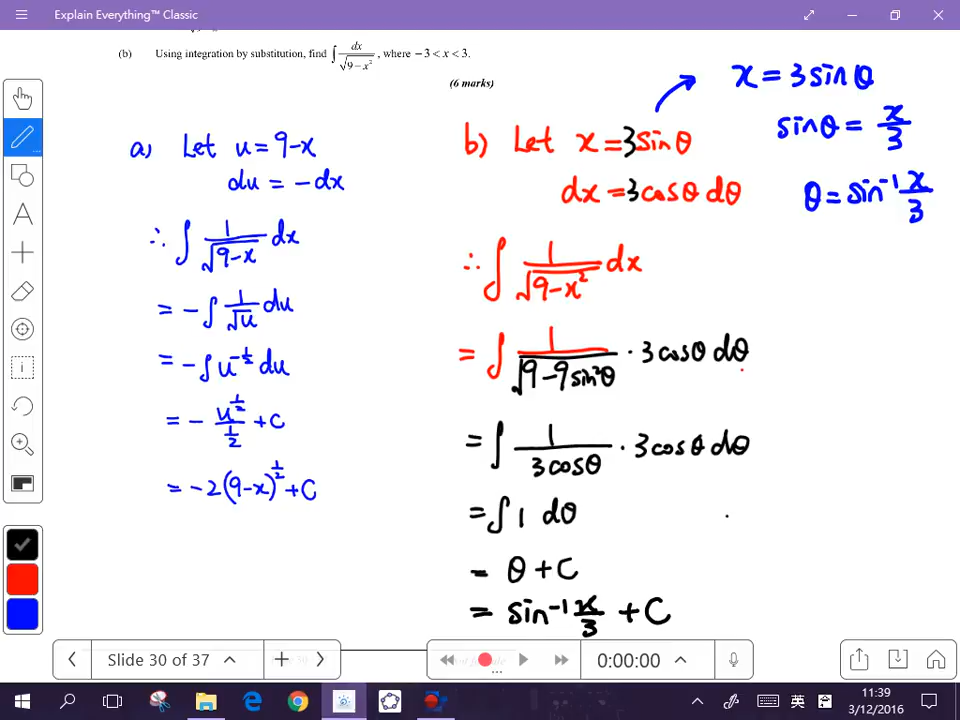 Explain Everything™ Classic
(b) Using integration by substitution, find ∫ dx/√(9−x²), where −3 < x < 3.
(6 marks)
a) Let u = 9-x
du = -dx
∴ ∫ 1/√(9-x) dx
= -∫ 1/√u du
= -∫ u^(-1/2) du
= - u^(1/2)/(1/2) + C
= -2(9-x)^(1/2) + C
b) Let x = 3sinθ
dx = 3cosθ dθ
∴ ∫ 1/√(9-x²) dx
= ∫ 1/√(9-9sin²θ) · 3cosθ dθ
= ∫ 1/(3cosθ) · 3cosθ dθ
= ∫ 1 dθ
= θ + C
= sin⁻¹ x/3 + C
x = 3sinθ
sinθ = x/3
θ = sin⁻¹ x/3
Slide 30 of 37
0:00:00
英
11:39
3/12/2016